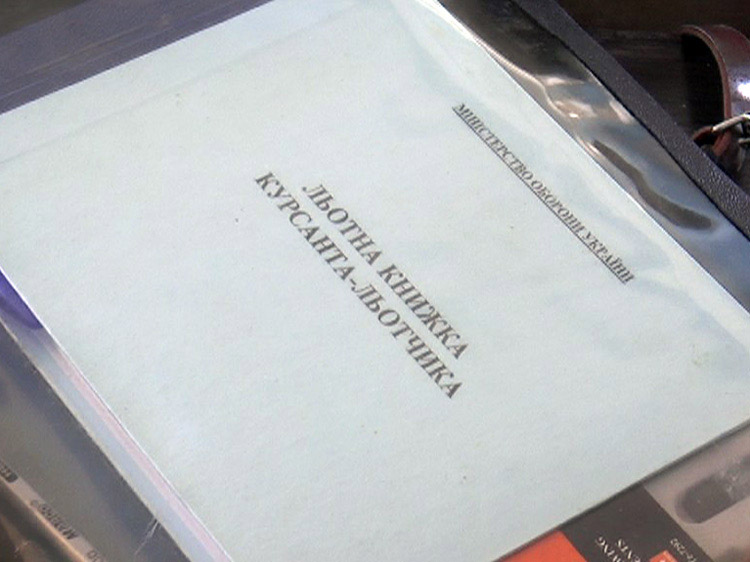 МІНІСТЕРСТВО ОБОРОНИ УКРАЇНИ
ЛЬОТНА КНИЖКА
КУРСАНТА-ЛЬОТЧИКА